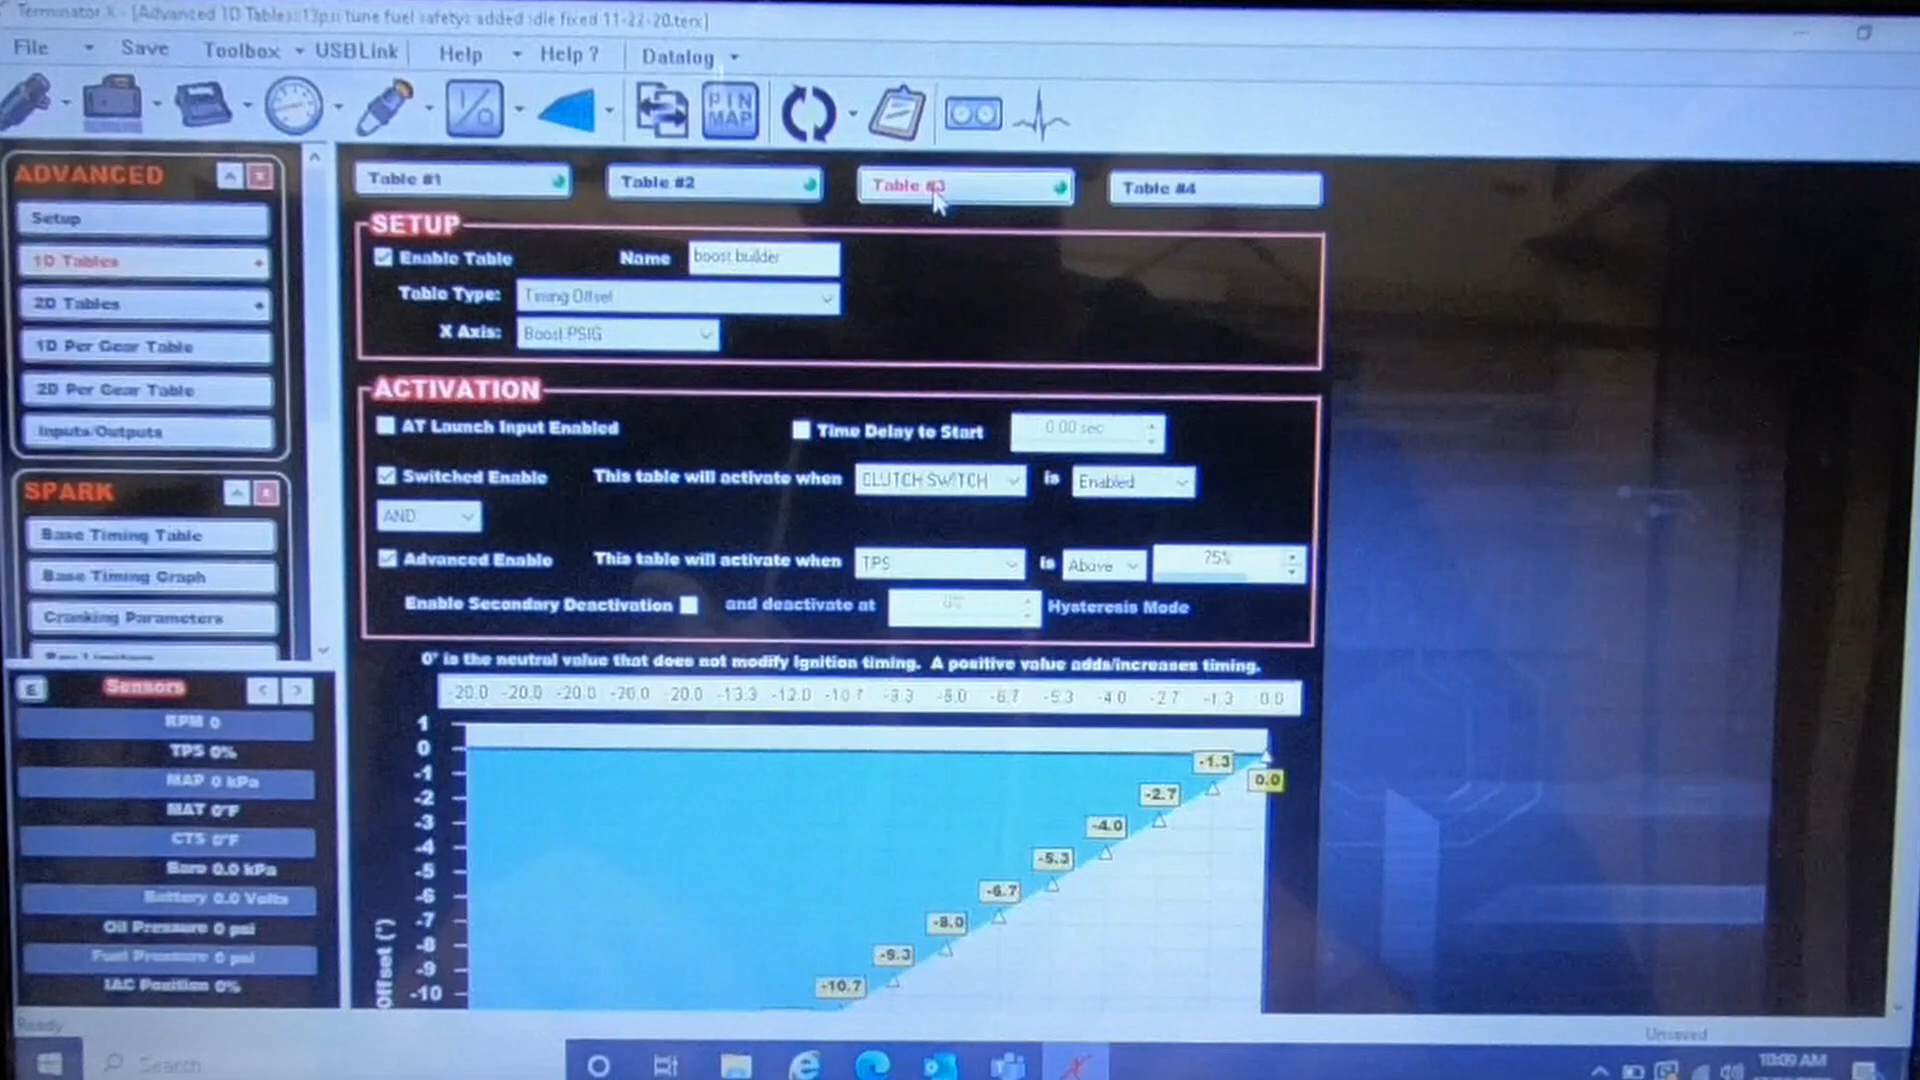 Terminator X - [Advanced 1D Tables::13psi tune fuel safetys added idle fixed 11-22-20.terx]
File Save Toolbox USBLink Help Help ? Datalog
I/O
PIN MAP
ADVANCED
Setup
1D Tables
2D Tables
1D Per Gear Table
2D Per Gear Table
Inputs/Outputs
SPARK
Base Timing Table
Base Timing Graph
Cranking Parameters
Rev Limiters
E Sensors < >
RPM 0
TPS 0%
MAP 0 kPa
MAT 0°F
CTS 0°F
Baro 0.0 kPa
Battery 0.0 Volts
Oil Pressure 0 psi
Fuel Pressure 0 psi
IAC Position 0%
Table #1 Table #2 Table #3 Table #4
SETUP
Enable Table Name boost builder
Table Type: Timing Offset
X Axis: Boost PSIG
ACTIVATION
AT Launch Input Enabled Time Delay to Start 0.00 sec
Switched Enable This table will activate when CLUTCH SWITCH is Enabled
AND
Advanced Enable This table will activate when TPS is Above 75%
Enable Secondary Deactivation and deactivate at 0% Hysteresis Mode
0° is the neutral value that does not modify ignition timing. A positive value adds/increases timing.
-20.0 -20.0 -20.0 -20.0 -20.0 -13.3 -12.0 -10.7 -9.3 -8.0 -6.7 -5.3 -4.0 -2.7 -1.3 0.0
1
0
-1
-2
-3
-4
-5
-6
-7
-8
-9
-10
Offset (°)
-10.7
-9.3
-8.0
-6.7
-5.3
-4.0
-2.7
-1.3
0.0
Ready
Unsaved
Search
10:09 AM